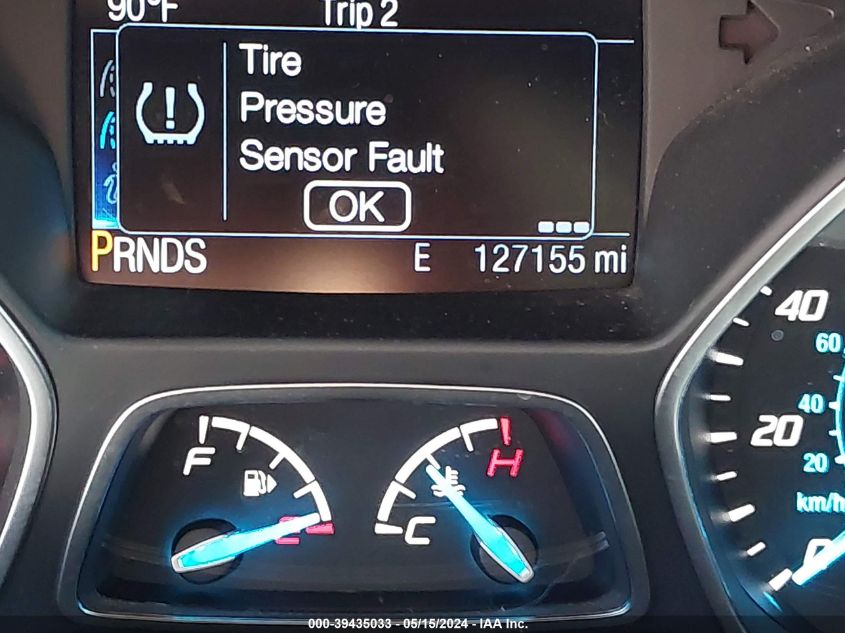 90°F Trip 2
Tire
Pressure
Sensor Fault
OK
PRNDS E 127155 mi
40
60
F H
40
20
20
E C
km/h
0
000-39435033 - 05/15/2024 - IAA Inc.